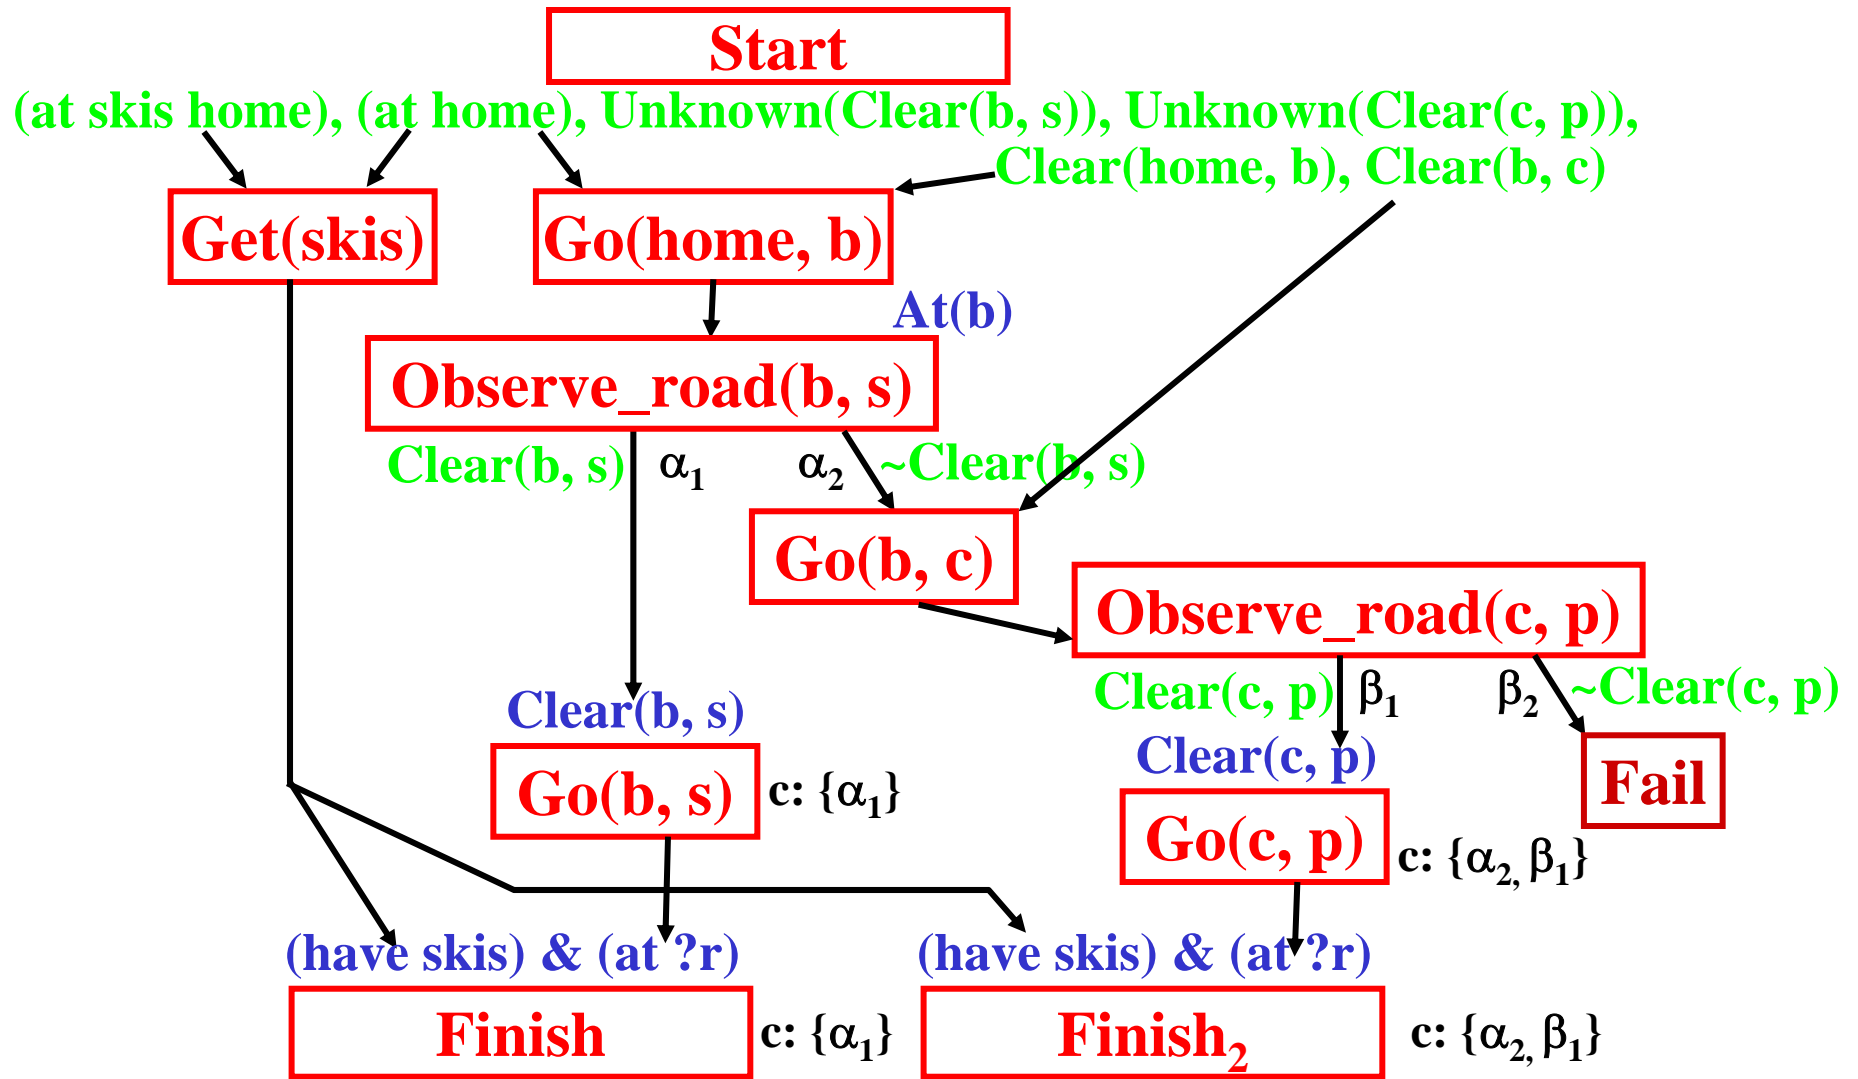 Start
(at skis home), (at home), Unknown(Clear(b, s)), Unknown(Clear(c, p)),
Clear(home, b), Clear(b, c)
Get(skis)
Go(home, b)
At(b)
Observe_road(b, s)
Clear(b, s)
α1
α2
~Clear(b, s)
Go(b, c)
Observe_road(c, p)
Clear(c, p)
β1
β2
~Clear(c, p)
Clear(b, s)
Clear(c, p)
Go(b, s)
c: {α1}
Fail
Go(c, p)
c: {α2, β1}
(have skis) & (at ?r)
(have skis) & (at ?r)
Finish
c: {α1}
Finish2
c: {α2, β1}